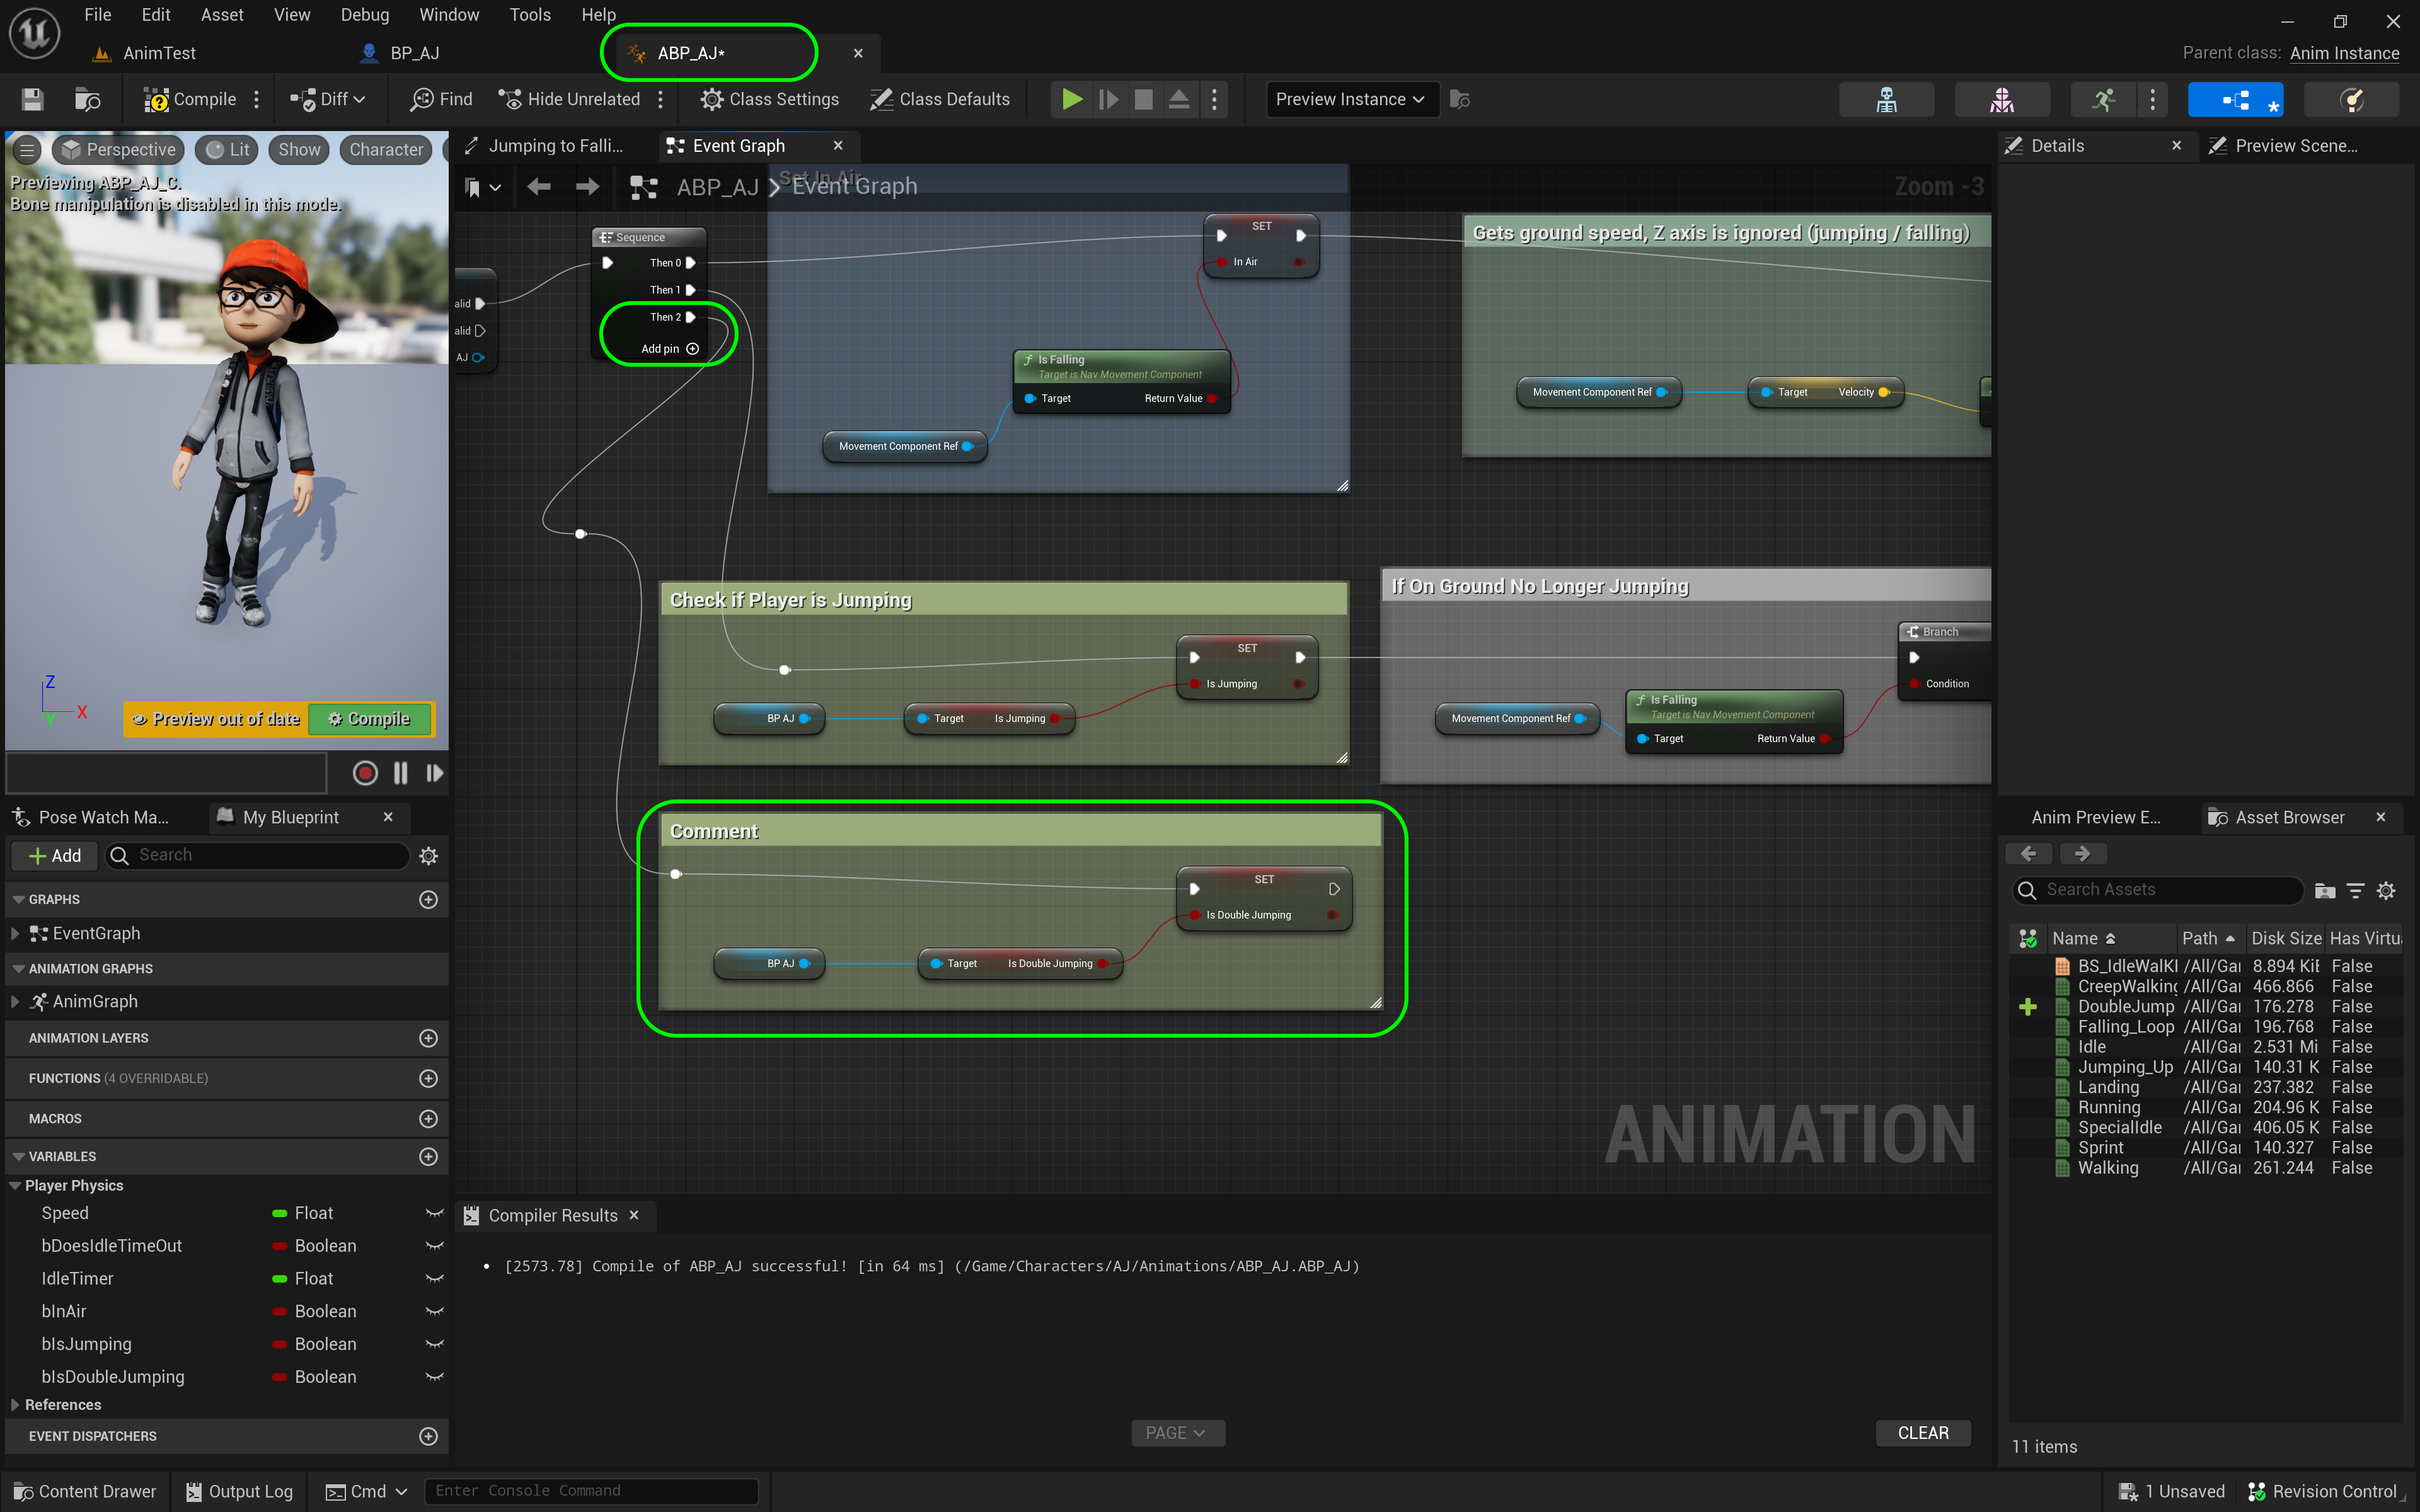 File Edit Asset View Debug Window Tools Help
AnimTest
BP_AJ
ABP_AJ*
Parent class: Anim Instance
Compile
Diff
Find
Hide Unrelated
Class Settings
Class Defaults
Preview Instance
Perspective
Lit
Show
Character
Previewing ABP_AJ_C.
Bone manipulation is disabled in this mode.
Z
X
Y
Preview out of date
Compile
Jumping to Falli...
Event Graph
ABP_AJ > Event Graph
Zoom -3
Set In Air
alid
alid
AJ
Sequence
Then 0
Then 1
Then 2
Add pin
SET
In Air
Is Falling
Target is Nav Movement Component
Target
Return Value
Movement Component Ref
Gets ground speed, Z axis is ignored (jumping / falling)
Movement Component Ref
Target
Velocity
Check if Player is Jumping
SET
Is Jumping
BP AJ
Target
Is Jumping
If On Ground No Longer Jumping
Branch
Condition
Movement Component Ref
Is Falling
Target is Nav Movement Component
Target
Return Value
Comment
SET
Is Double Jumping
BP AJ
Target
Is Double Jumping
ANIMATION
Details
Preview Scene...
Pose Watch Ma...
My Blueprint
Add
Search
GRAPHS
EventGraph
ANIMATION GRAPHS
AnimGraph
ANIMATION LAYERS
FUNCTIONS (4 OVERRIDABLE)
MACROS
VARIABLES
Player Physics
Speed Float
bDoesIdleTimeOut Boolean
IdleTimer Float
bInAir Boolean
bIsJumping Boolean
bIsDoubleJumping Boolean
References
EVENT DISPATCHERS
Compiler Results
[2573.78] Compile of ABP_AJ successful! [in 64 ms] (/Game/Characters/AJ/Animations/ABP_AJ.ABP_AJ)
PAGE
CLEAR
Anim Preview E...
Asset Browser
Search Assets
Name Path Disk Size Has Virtu
BS_IdleWalkI /All/Gai 8.894 KiB False
CreepWalking /All/Gai 466.866 False
DoubleJump /All/Gai 176.278 False
Falling_Loop /All/Gai 196.768 False
Idle /All/Gai 2.531 Mi False
Jumping_Up /All/Gai 140.31 K False
Landing /All/Gai 237.382 False
Running /All/Gai 204.96 K False
SpecialIdle /All/Gai 406.05 K False
Sprint /All/Gai 140.327 False
Walking /All/Gai 261.244 False
11 items
Content Drawer
Output Log
Cmd
Enter Console Command
1 Unsaved
Revision Control